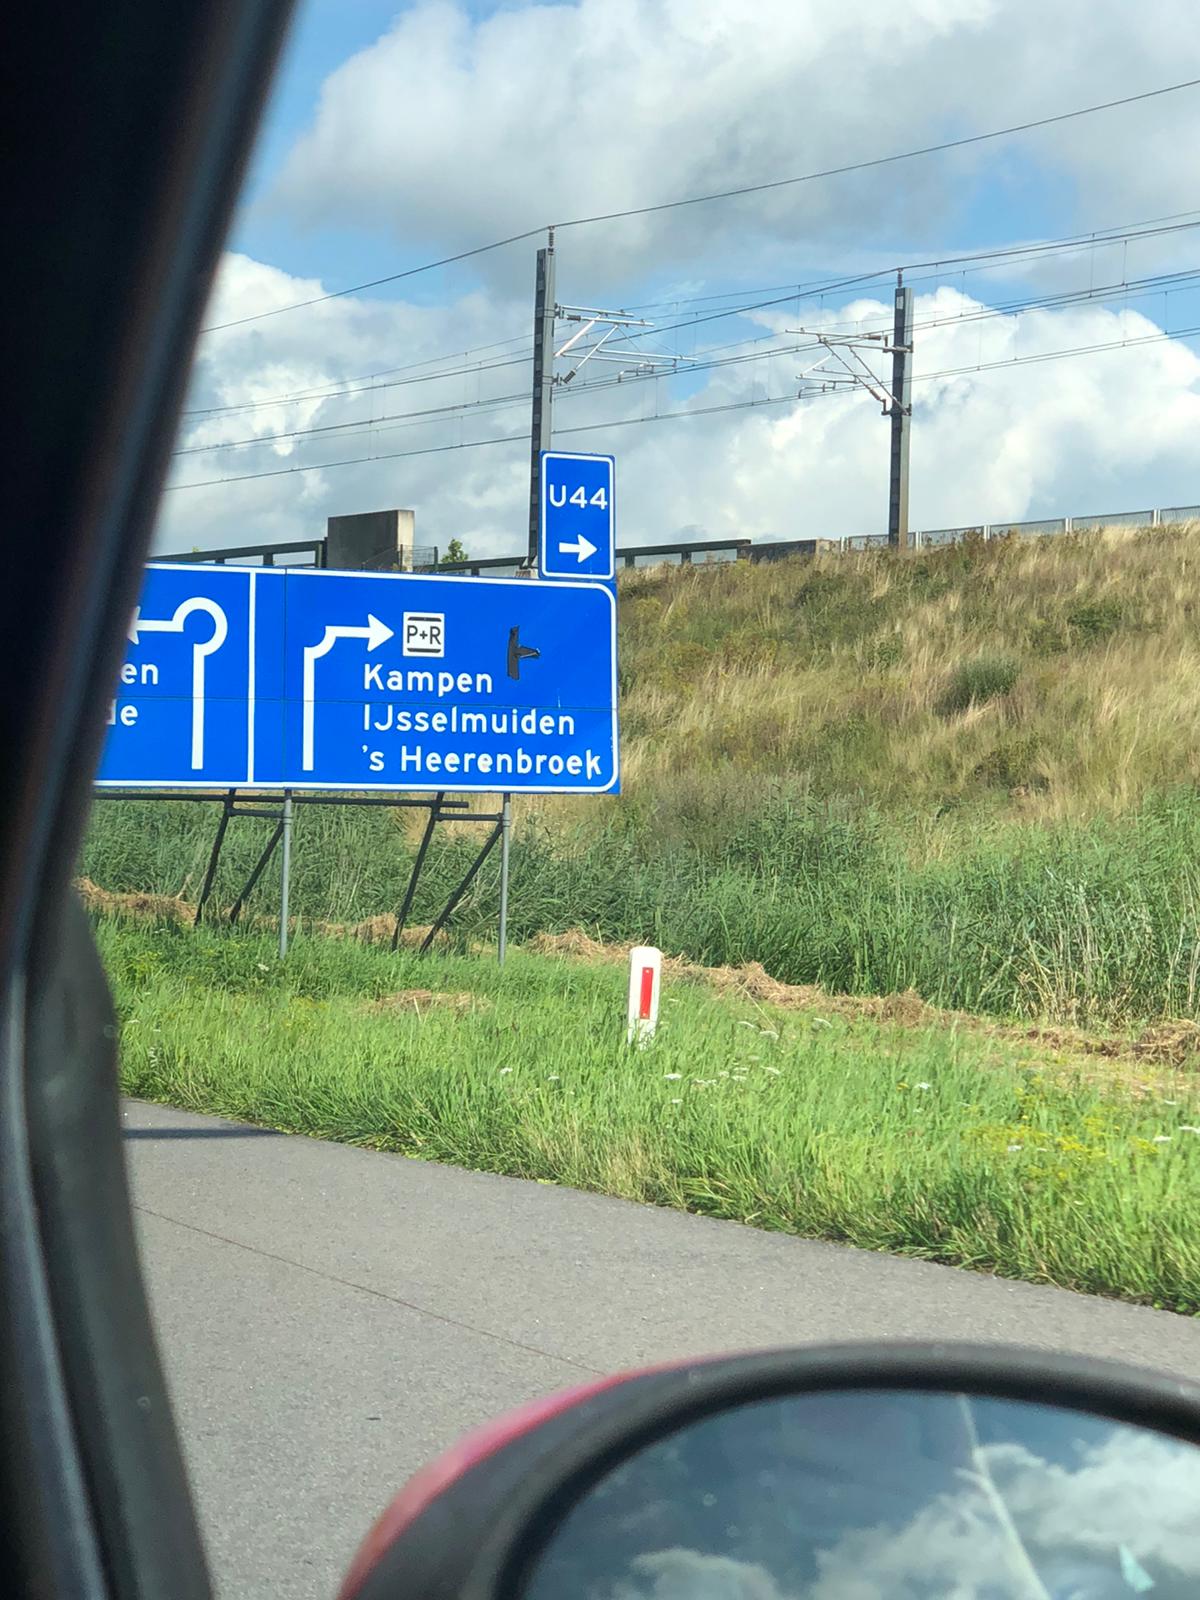 U44
P+R
Kampen
IJsselmuiden
's Heerenbroek